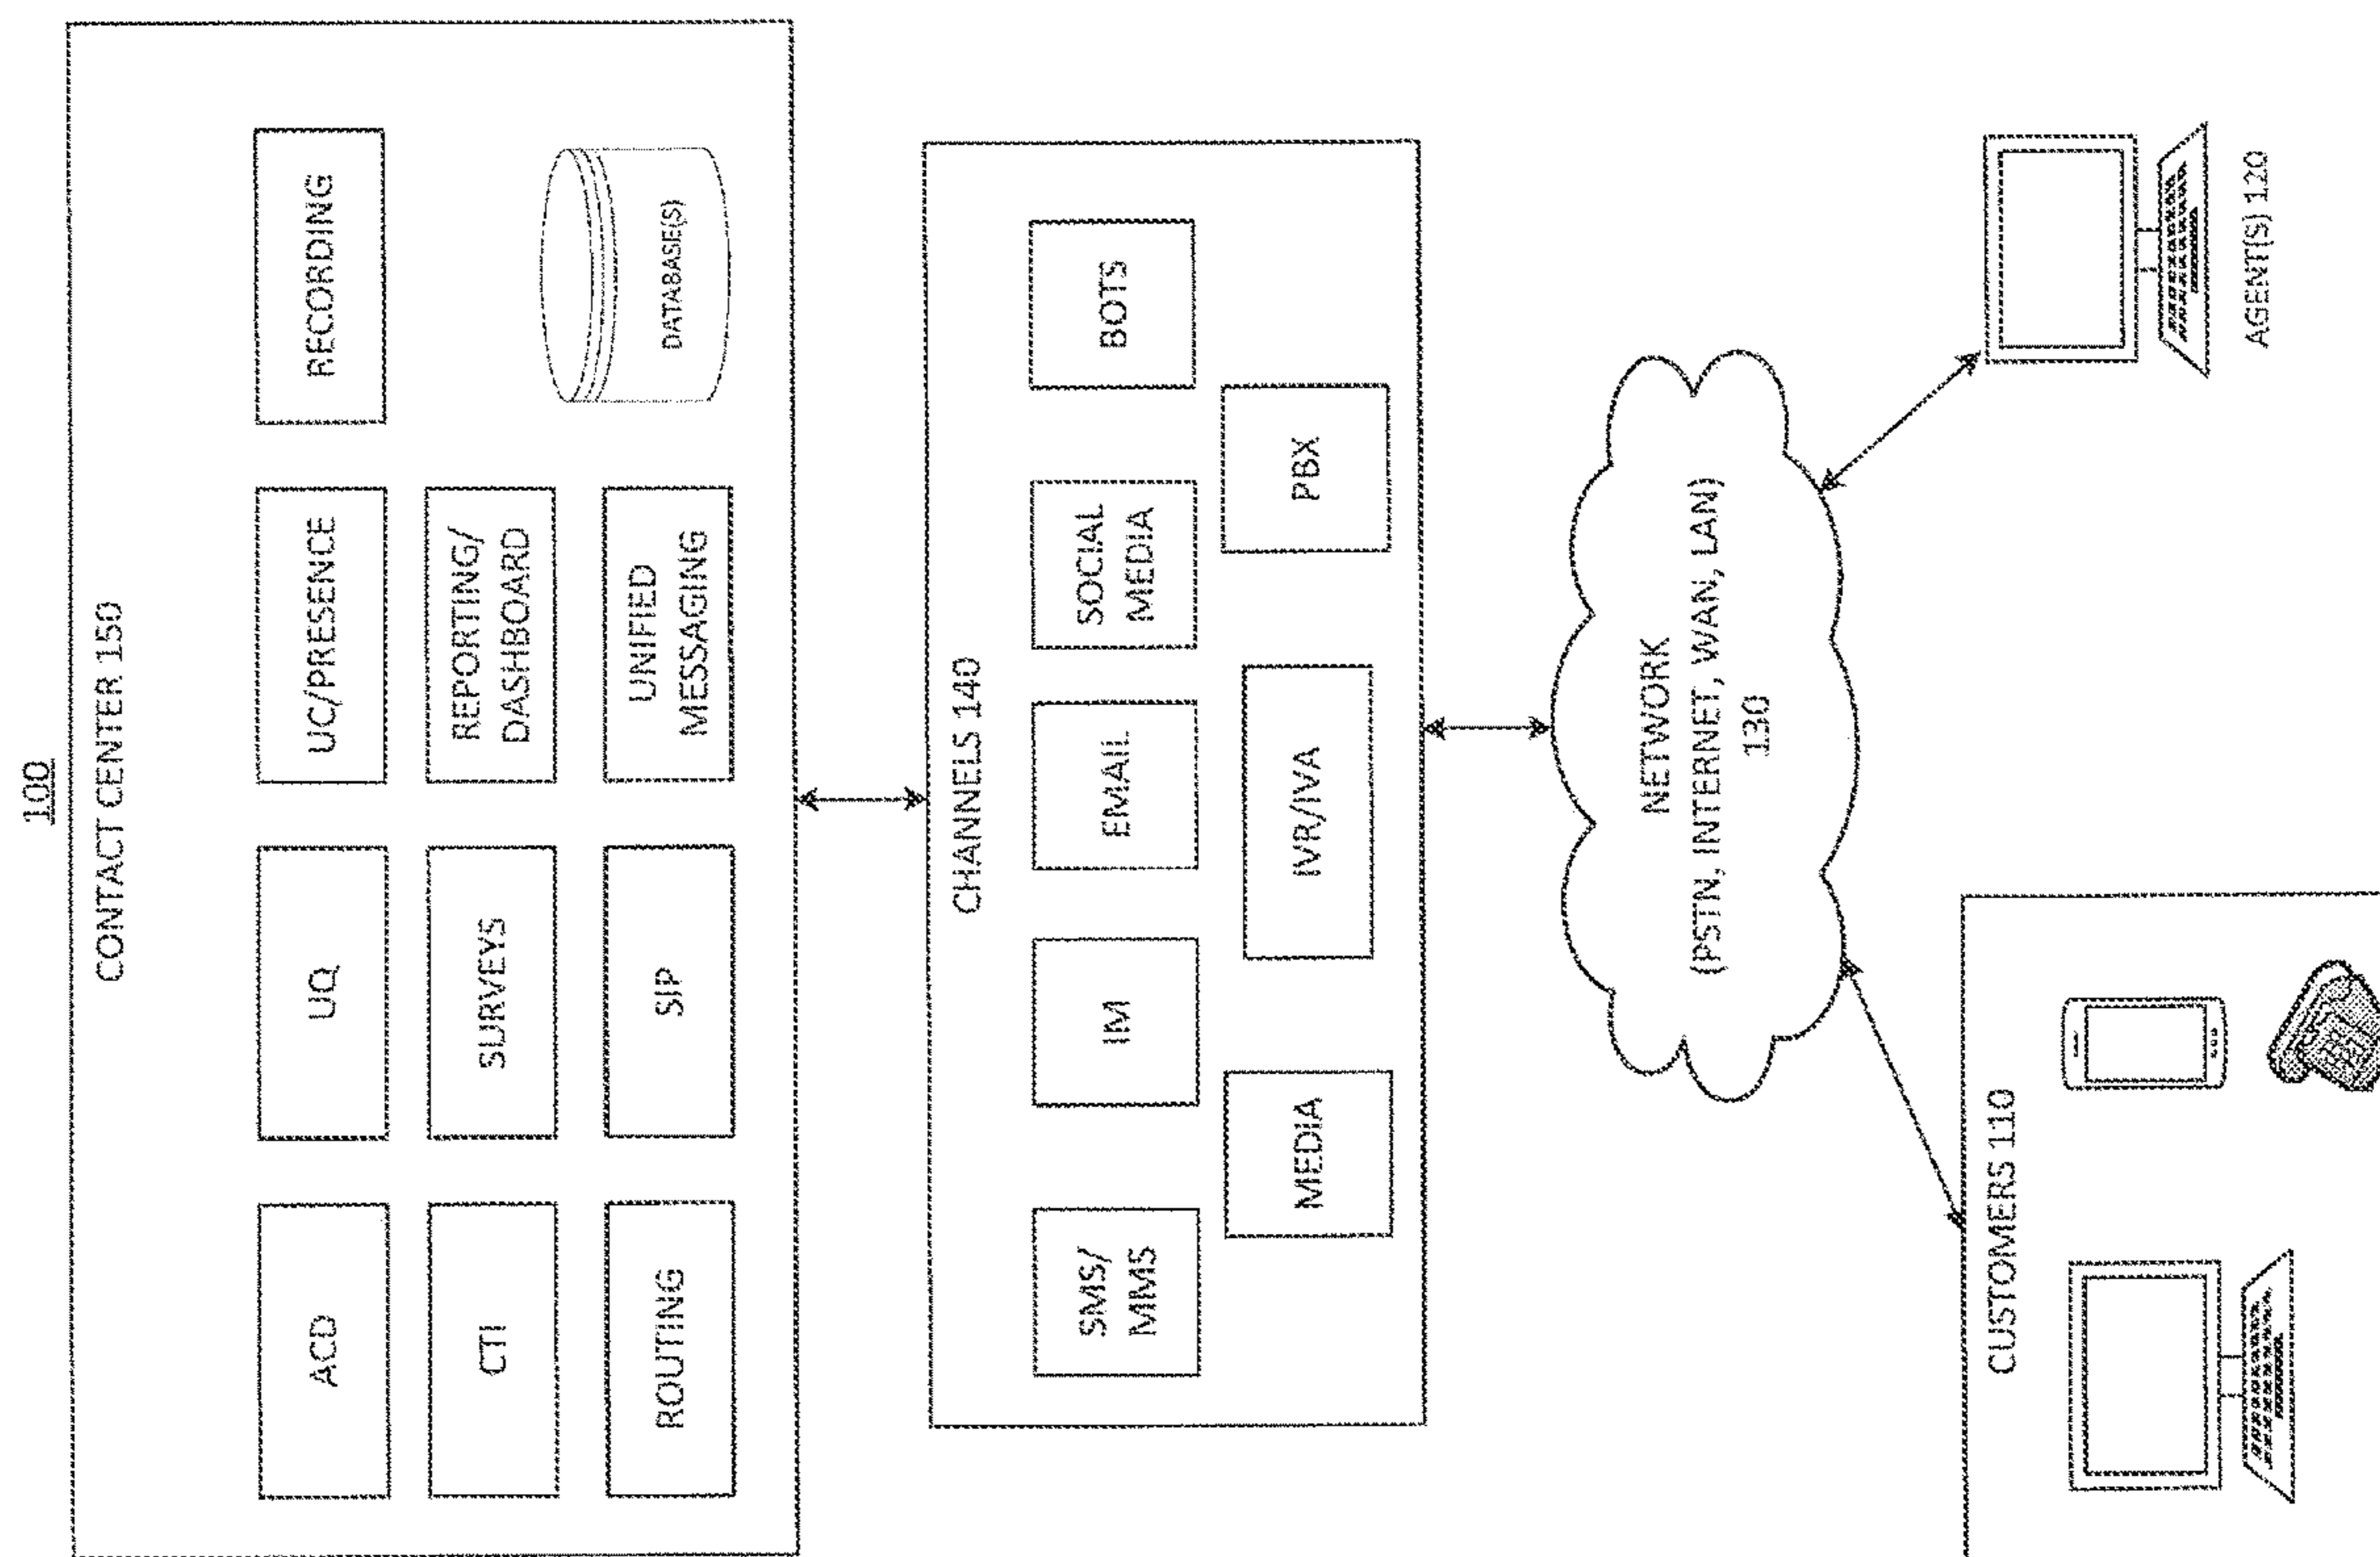 100
CONTACT CENTER 150
ACD
UQ
UC/PRESENCE
RECORDING
CTI
SURVEYS
REPORTING/
DASHBOARD
ROUTING
SIP
UNIFIED
MESSAGING
DATABASE(S)
CHANNELS 140
SMS/
MMS
IM
EMAIL
SOCIAL
MEDIA
BOTS
MEDIA
IVR/IVA
PBX
NETWORK
(PSTN, INTERNET, WAN, LAN)
130
CUSTOMERS 110
AGENT(S) 120